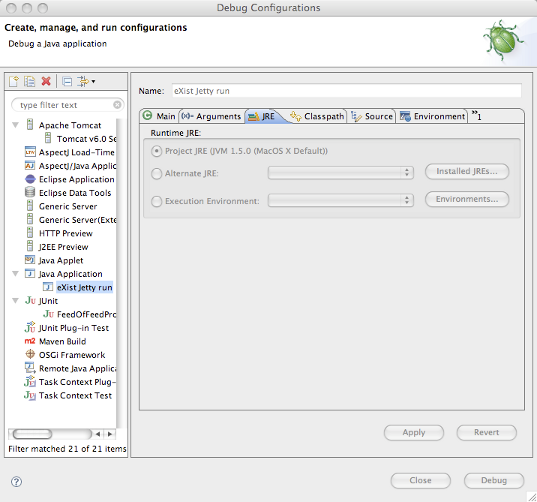 Debug Configurations
Create, manage, and run configurations
Debug a Java application
type filter text
Apache Tomcat
Tomcat v6.0 Se
AspectJ Load-Time
AspectJ/Java Applic
Eclipse Application
Eclipse Data Tools
Generic Server
Generic Server(Exte
HTTP Preview
J2EE Preview
Java Applet
Java Application
eXist Jetty run
JUnit
FeedOfFeedPro
JUnit Plug-in Test
Maven Build
OSGi Framework
Remote Java Applica
Task Context Plug-
Task Context Test
Filter matched 21 of 21 items
Name: eXist Jetty run
Main Arguments JRE Classpath Source Environment »1
Runtime JRE:
Project JRE (JVM 1.5.0 (MacOS X Default))
Alternate JRE: Installed JREs...
Execution Environment: Environments...
Apply Revert
? Close Debug